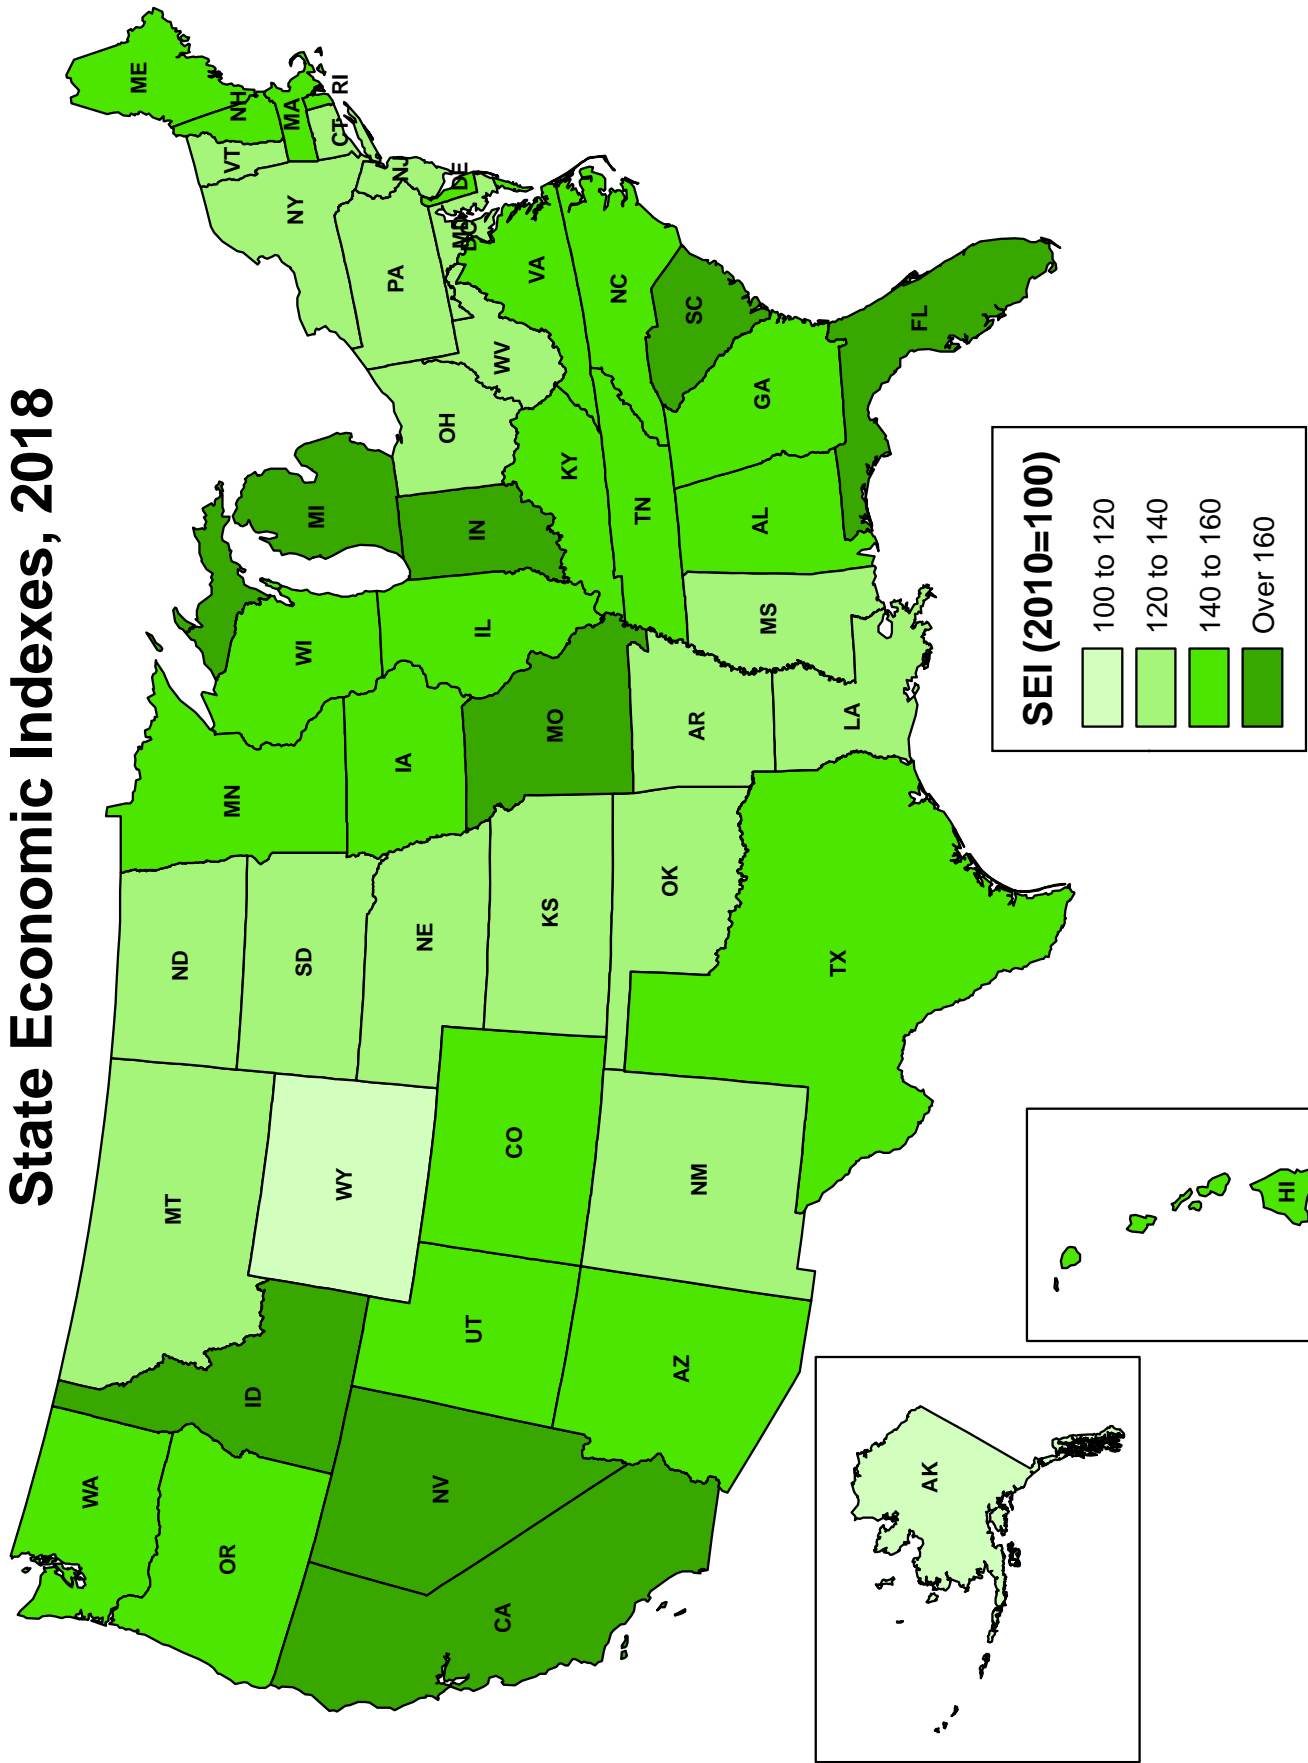 State Economic Indexes, 2018
WA
MT
ND
MN
ME
OR
ID
SD
WI
MI
VT
NH
WY
NY
MA
CT
RI
NV
UT
NE
IA
PA
NJ
CA
CO
KS
IL
IN
OH
MD
DE
DC
MO
WV
VA
KY
AZ
NM
OK
AR
TN
NC
SC
TX
LA
MS
AL
GA
FL
AK
HI
SEI (2010=100)
100 to 120
120 to 140
140 to 160
Over 160